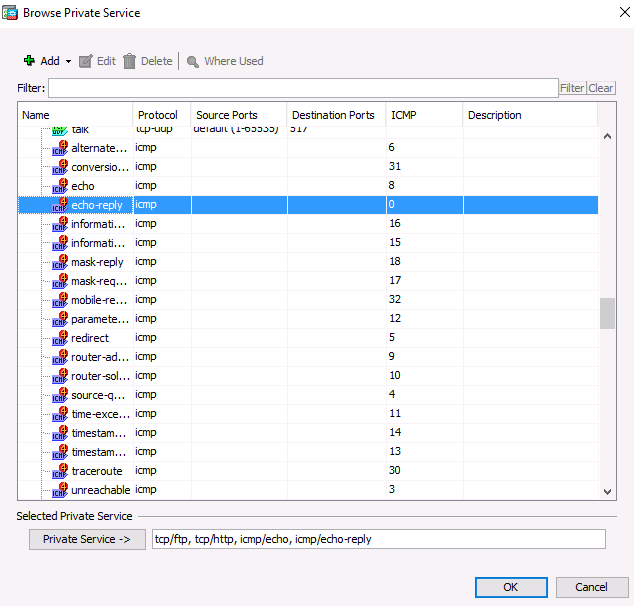 Browse Private Service
Add Edit Delete Where Used
Filter: Filter Clear
Name Protocol Source Ports Destination Ports ICMP Description
talk tcp-udp default (1-65535) 517
alternate... icmp 6
conversio... icmp 31
echo icmp 8
echo-reply icmp 0
informati... icmp 16
informati... icmp 15
mask-reply icmp 18
mask-req... icmp 17
mobile-re... icmp 32
paramete... icmp 12
redirect icmp 5
router-ad... icmp 9
router-sol... icmp 10
source-q... icmp 4
time-exce... icmp 11
timestam... icmp 14
timestam... icmp 13
traceroute icmp 30
unreachable icmp 3
Selected Private Service
Private Service -> tcp/ftp, tcp/http, icmp/echo, icmp/echo-reply
OK Cancel